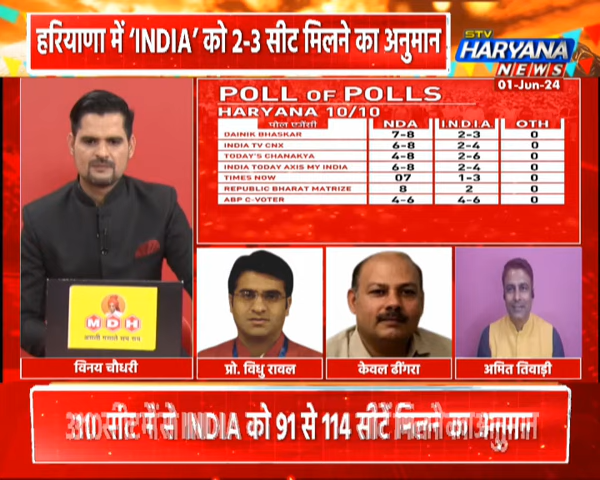 हरियाणा में 'INDIA' को 2-3 सीट मिलने का अनुमान
STV
HARYANA
NEWS
01-Jun-24
POLL OF POLLS
HARYANA 10/10
पोल एजेंसी NDA I.N.D.I.A OTH
DAINIK BHASKAR 7-8 2-3 0
INDIA TV CNX 6-8 2-4 0
TODAY'S CHANAKYA 4-8 2-6 0
INDIA TODAY AXIS MY INDIA 6-8 2-4 0
TIMES NOW 07 1-3 0
REPUBLIC BHARAT MATRIZE 8 2 0
ABP C-VOTER 4-6 4-6 0
MDH
असली मसाले सच सच
विनय चौधरी
प्रो. विधु रावल
केवल ढींगरा
अमित तिवाड़ी
सीट में से INDIA को 91 से 114 सीटें मिलने का अनुमान